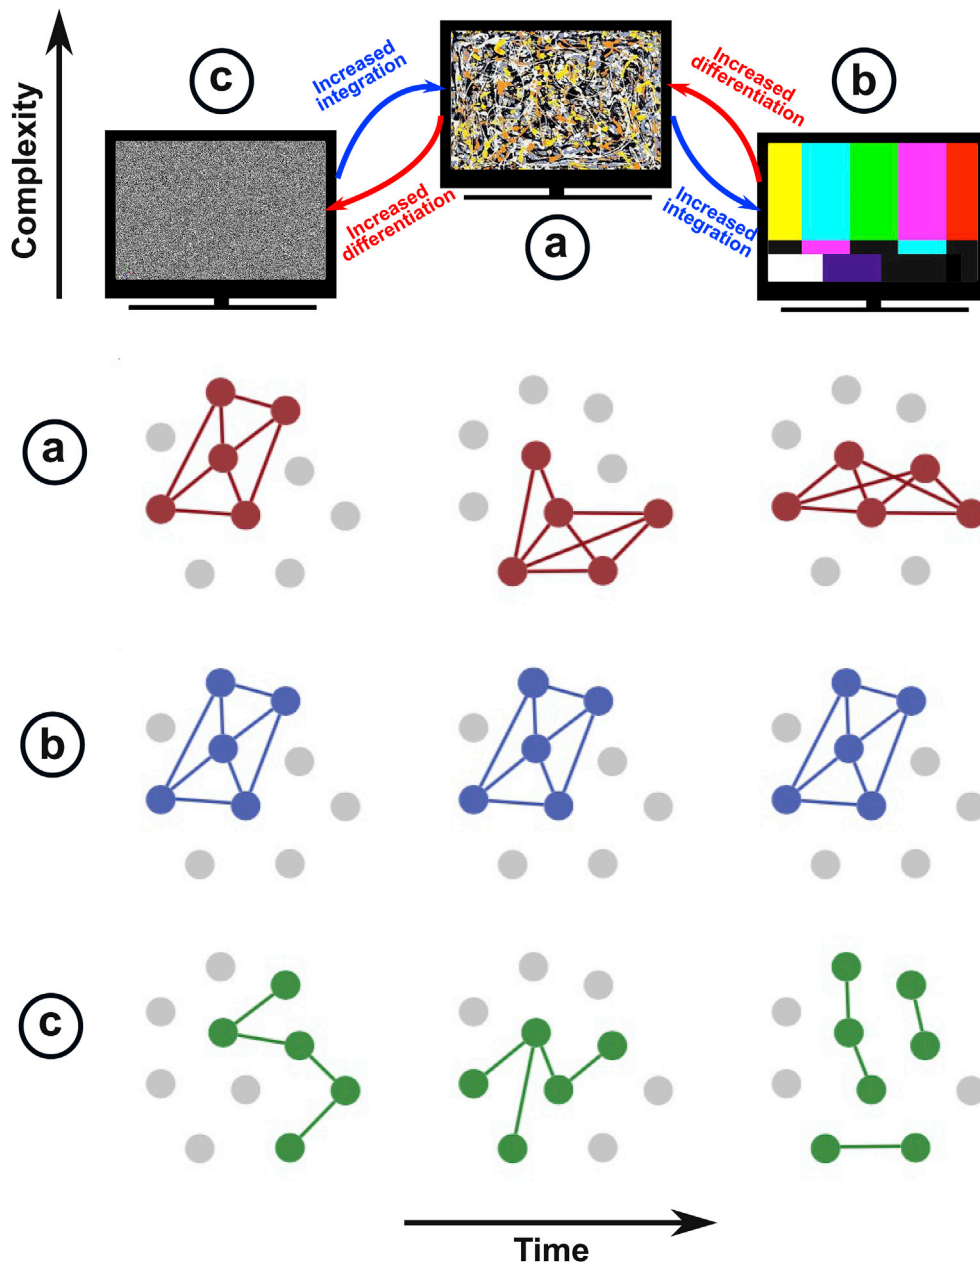 Complexity
c
Increased
integration
Increased
differentiation
a
Increased
differentiation
Increased
integration
b
a
b
c
Time